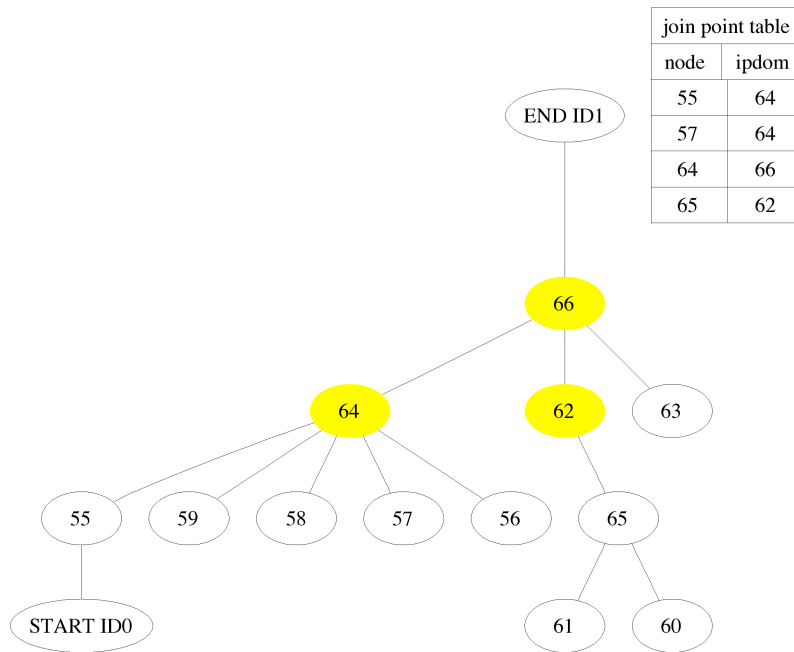 join point table
node ipdom
55 64
57 64
64 66
65 62
END ID1
66
64 62 63
55 59 58 57 56 65
START ID0 61 60